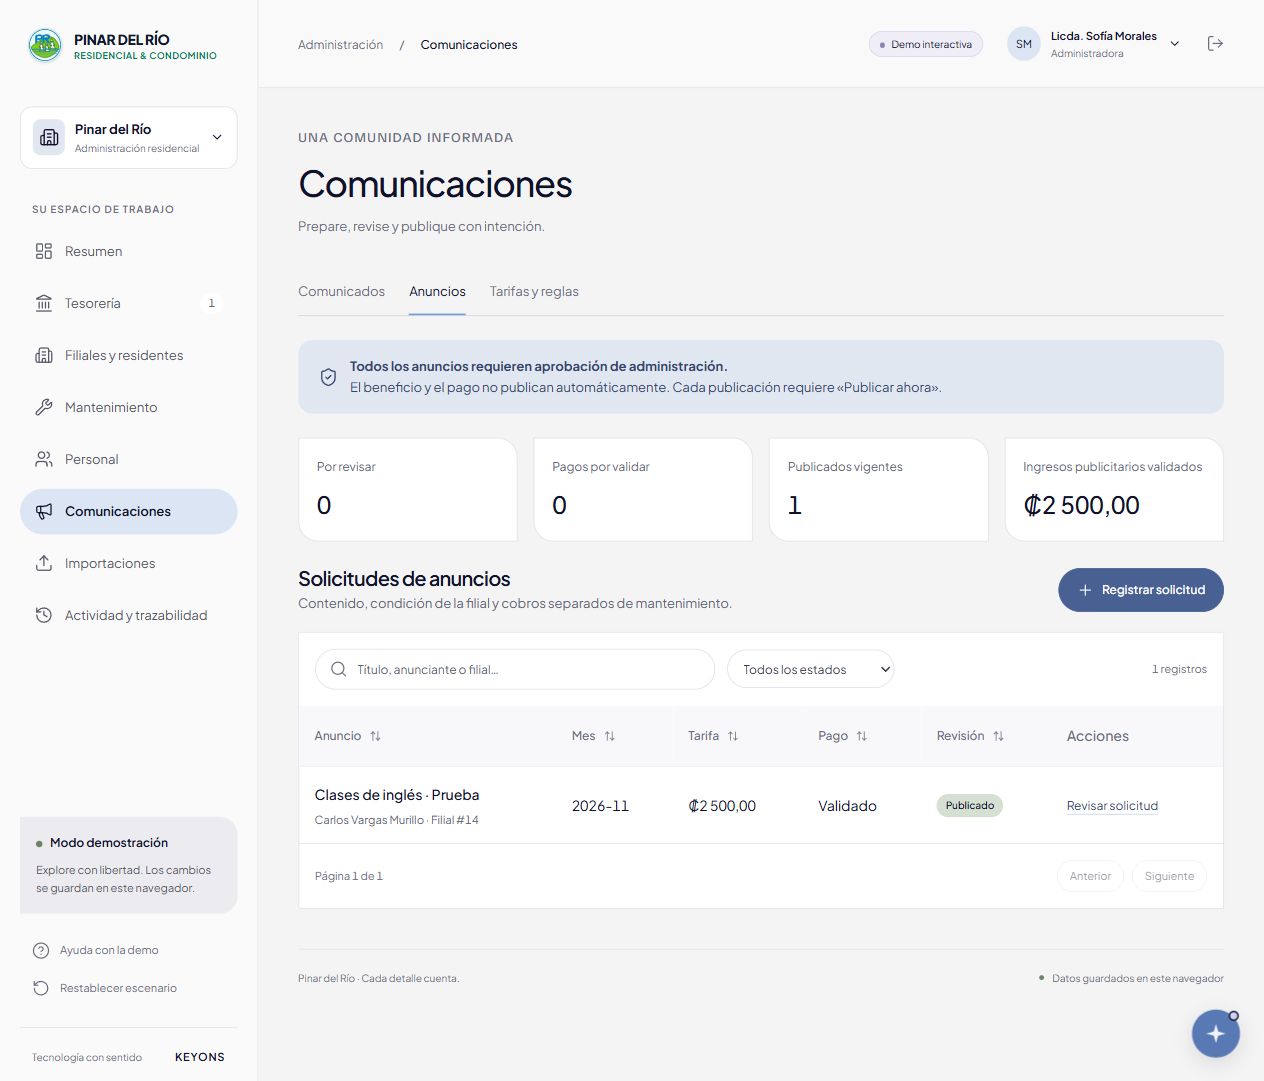 PINAR DEL RÍO
RESIDENCIAL & CONDOMINIO
Pinar del Río
Administración residencial
SU ESPACIO DE TRABAJO
Resumen
Tesorería 1
Filiales y residentes
Mantenimiento
Personal
Comunicaciones
Importaciones
Actividad y trazabilidad
Modo demostración
Explore con libertad. Los cambios
se guardan en este navegador.
Ayuda con la demo
Restablecer escenario
Tecnología con sentido KEYONS
Administración / Comunicaciones
Demo interactiva
SM
Licda. Sofía Morales
Administradora
UNA COMUNIDAD INFORMADA
Comunicaciones
Prepare, revise y publique con intención.
Comunicados Anuncios Tarifas y reglas
Todos los anuncios requieren aprobación de administración.
El beneficio y el pago no publican automáticamente. Cada publicación requiere «Publicar ahora».
Por revisar
0
Pagos por validar
0
Publicados vigentes
1
Ingresos publicitarios validados
₡2 500,00
Solicitudes de anuncios
Contenido, condición de la filial y cobros separados de mantenimiento.
Registrar solicitud
Título, anunciante o filial...
Todos los estados
1 registros
Anuncio Mes Tarifa Pago Revisión Acciones
Clases de inglés · Prueba
Carlos Vargas Murillo · Filial #14
2026-11 ₡2 500,00 Validado Publicado Revisar solicitud
Página 1 de 1
Anterior Siguiente
Pinar del Río · Cada detalle cuenta.
Datos guardados en este navegador